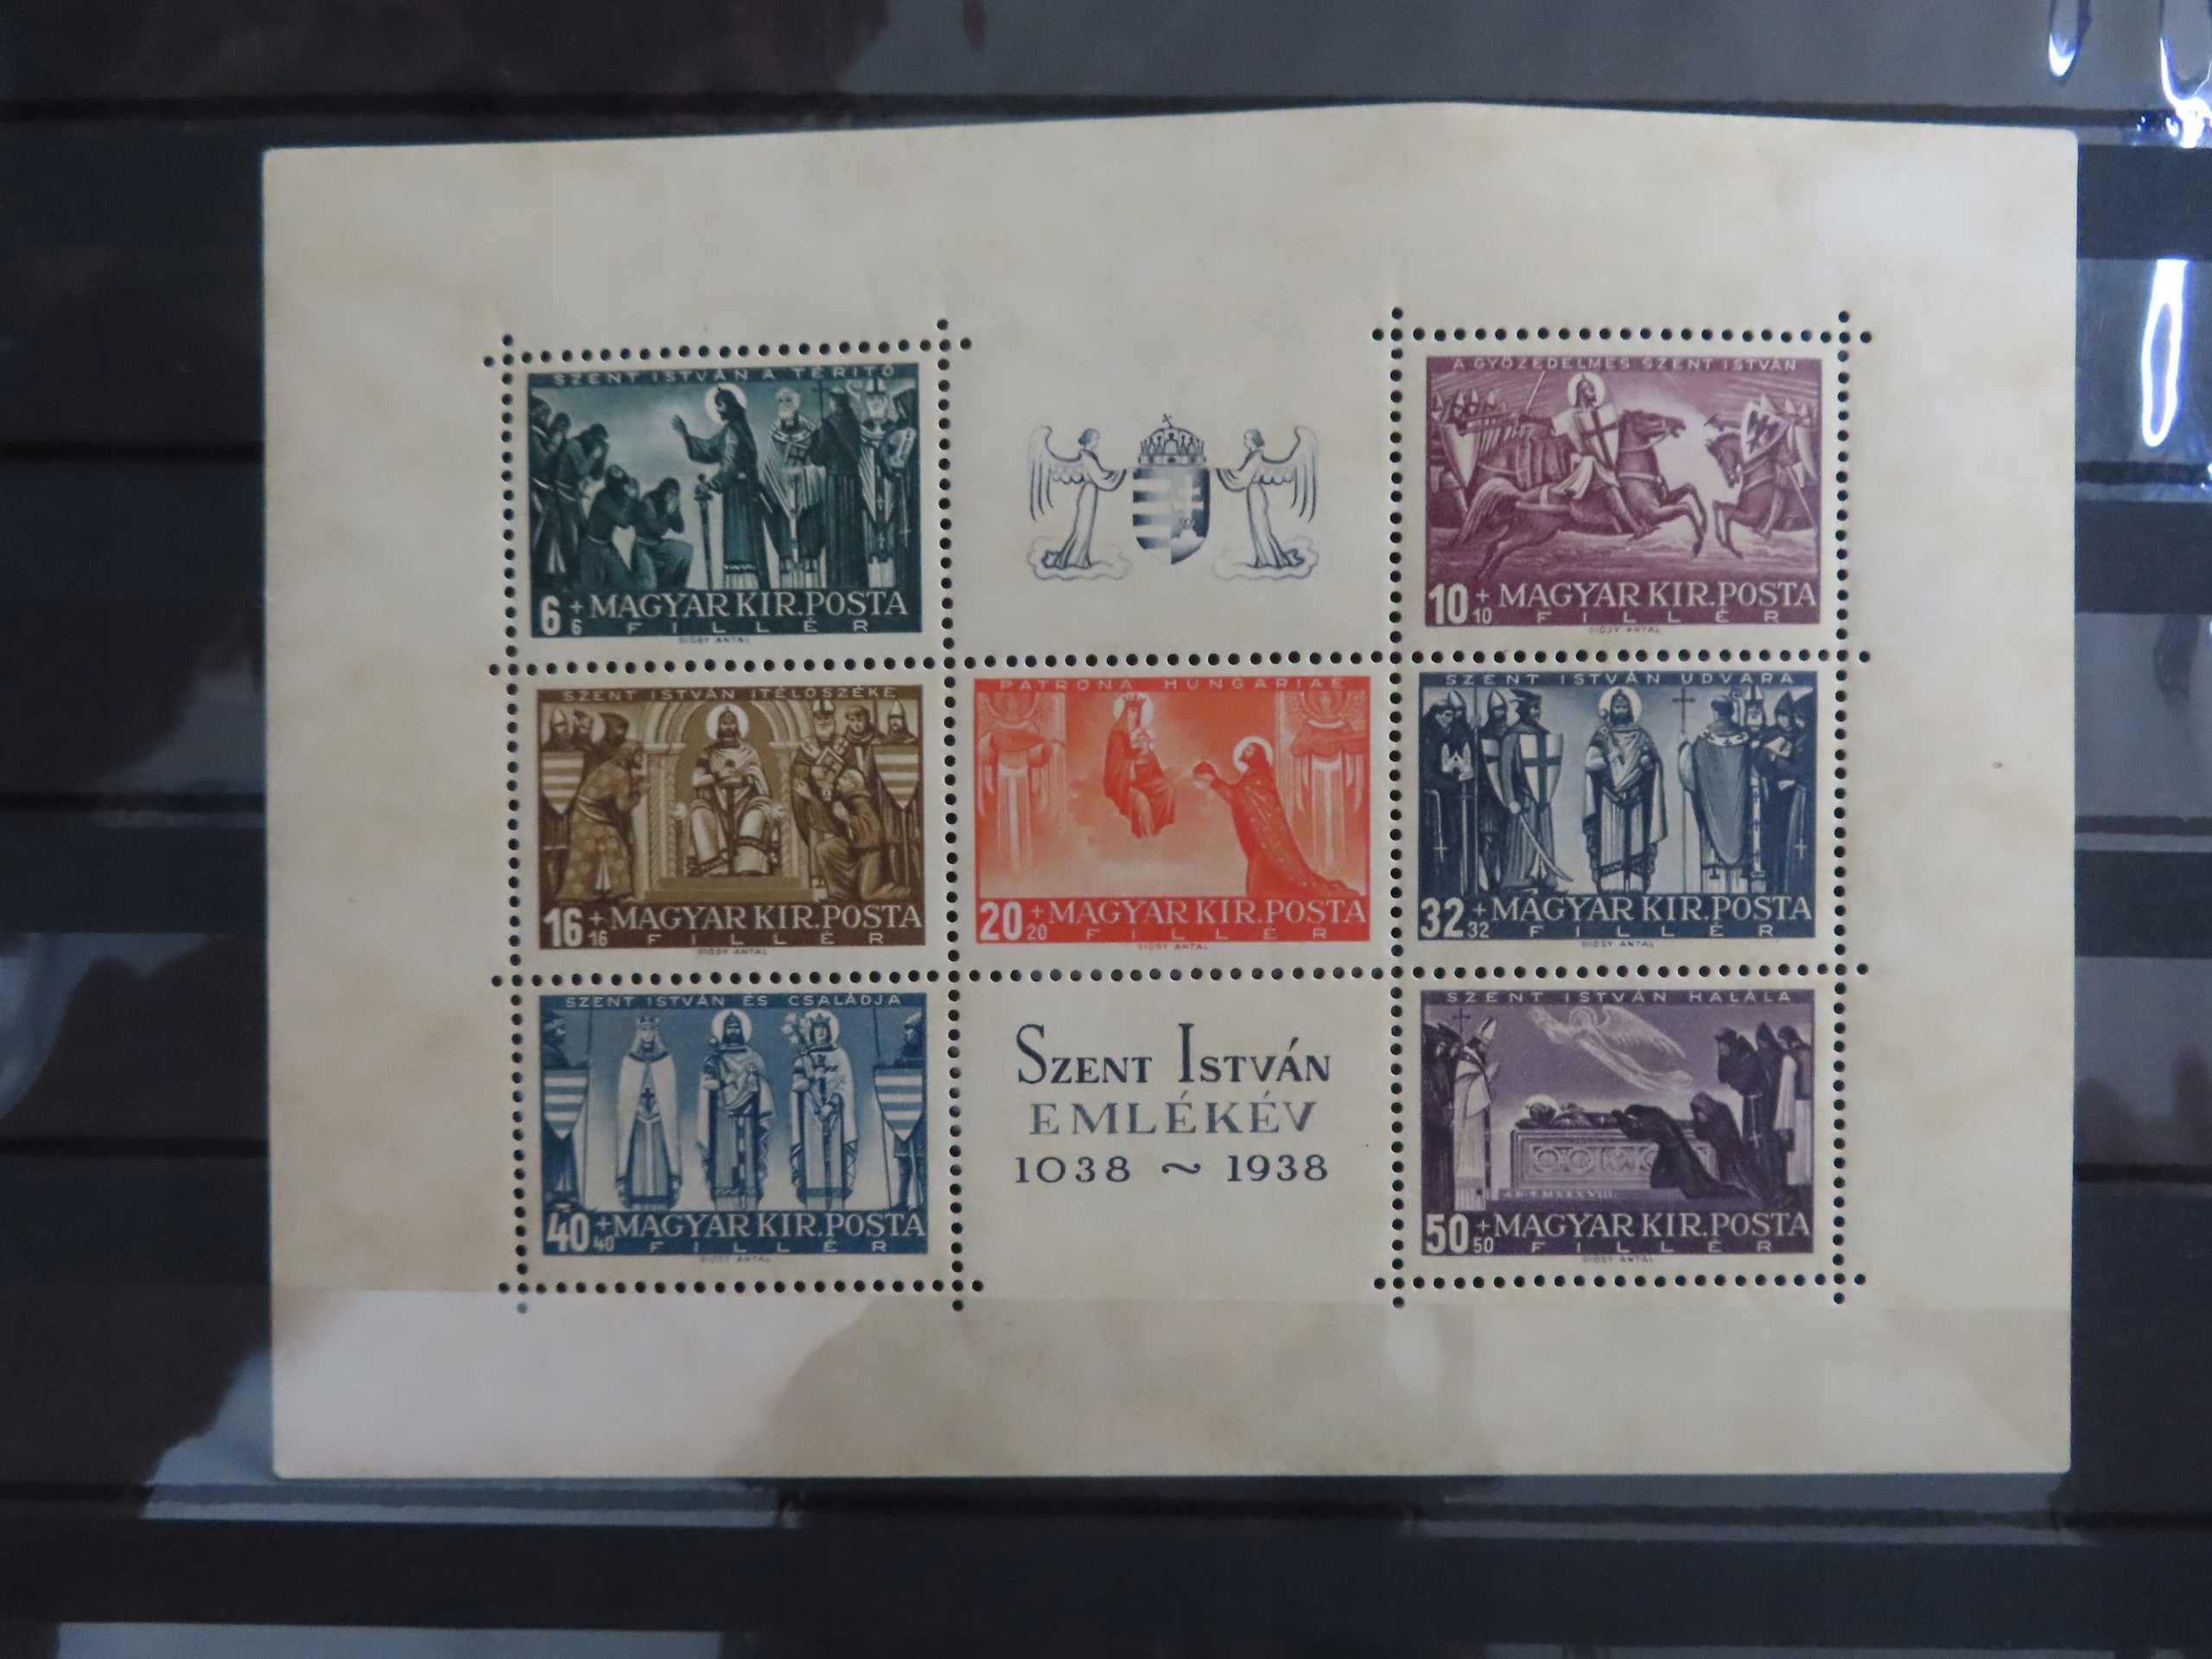 SZENT ISTVÁN A TÉRITŐ
6+6 MAGYAR KIR. POSTA
FILLÉR
DIÓSY ANTAL
A GYŐZEDELMES SZENT ISTVÁN
10+10 MAGYAR KIR. POSTA
FILLÉR
DIÓSY ANTAL
SZENT ISTVÁN ITÉLŐSZÉKE
16+16 MAGYAR KIR. POSTA
FILLÉR
DIÓSY ANTAL
PATRONA HUNGARIAE
20+20 MAGYAR KIR. POSTA
FILLÉR
DIÓSY ANTAL
SZENT ISTVÁN UDVARA
32+32 MAGYAR KIR. POSTA
FILLÉR
DIÓSY ANTAL
SZENT ISTVÁN ÉS CSALÁDJA
40+40 MAGYAR KIR. POSTA
FILLÉR
DIÓSY ANTAL
SZENT ISTVÁN
EMLÉKÉV
1038 ~ 1938
SZENT ISTVÁN HALÁLA
A.D. + MXXXVIII.
50+50 MAGYAR KIR. POSTA
FILLÉR
DIÓSY ANTAL